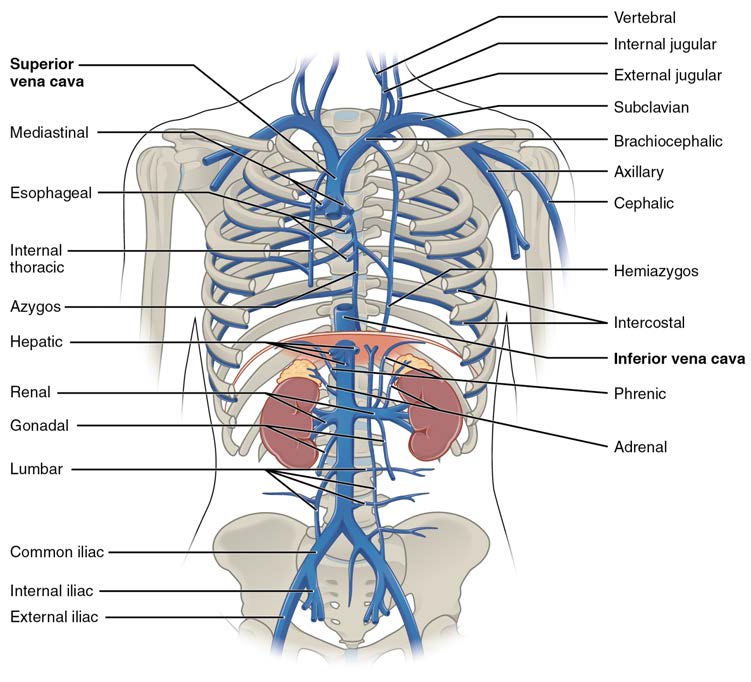 Superior
vena cava
Mediastinal
Esophageal
Internal
thoracic
Azygos
Hepatic
Renal
Gonadal
Lumbar
Common iliac
Internal iliac
External iliac
Vertebral
Internal jugular
External jugular
Subclavian
Brachiocephalic
Axillary
Cephalic
Hemiazygos
Intercostal
Inferior vena cava
Phrenic
Adrenal